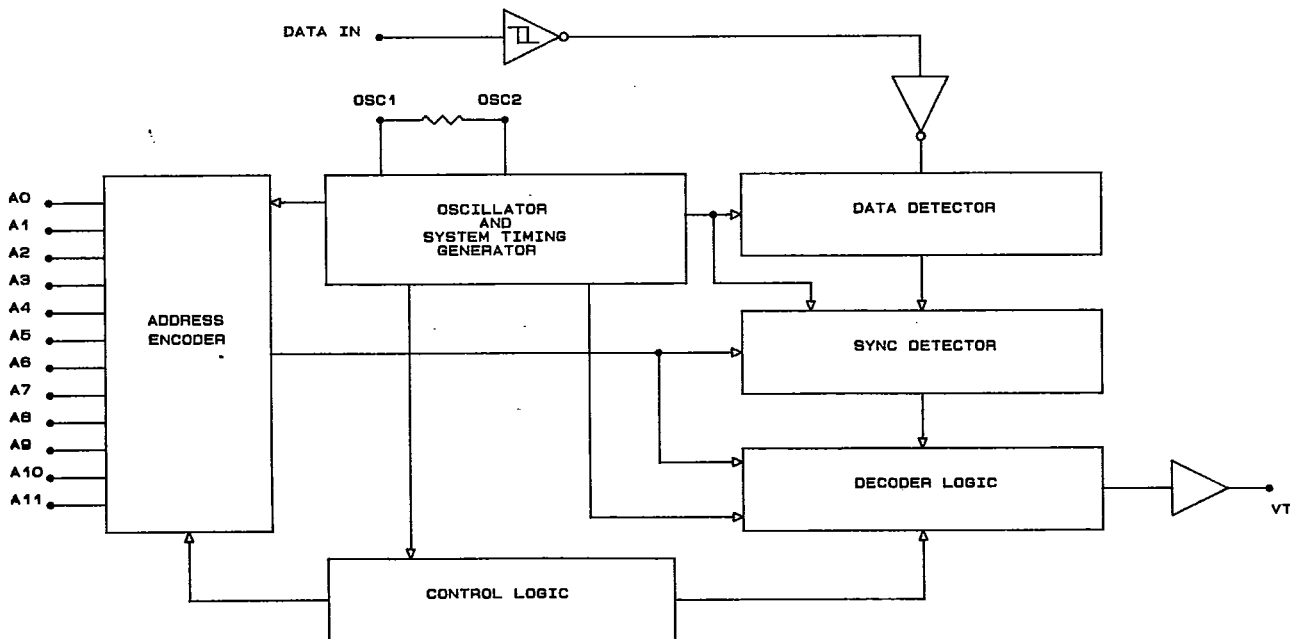 DATA IN
OSC1
OSC2
A0
A1
A2
A3
A4
A5
A6
A7
A8
A9
A10
A11
ADDRESS
ENCODER
OSCILLATOR
AND
SYSTEM TIMING
GENERATOR
DATA DETECTOR
SYNC DETECTOR
DECODER LOGIC
VT
CONTROL LOGIC